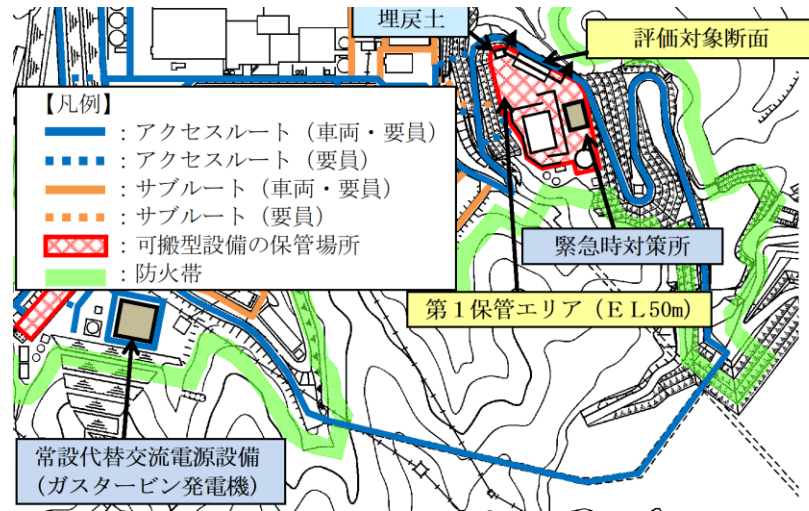 埋戻土
評価対象断面
【凡例】
：アクセスルート（車両・要員）
：アクセスルート（要員）
：サブルート（車両・要員）
：サブルート（要員）
：可搬型設備の保管場所
：防火帯
緊急時対策所
第１保管エリア（ＥＬ50m）
常設代替交流電源設備
（ガスタービン発電機）